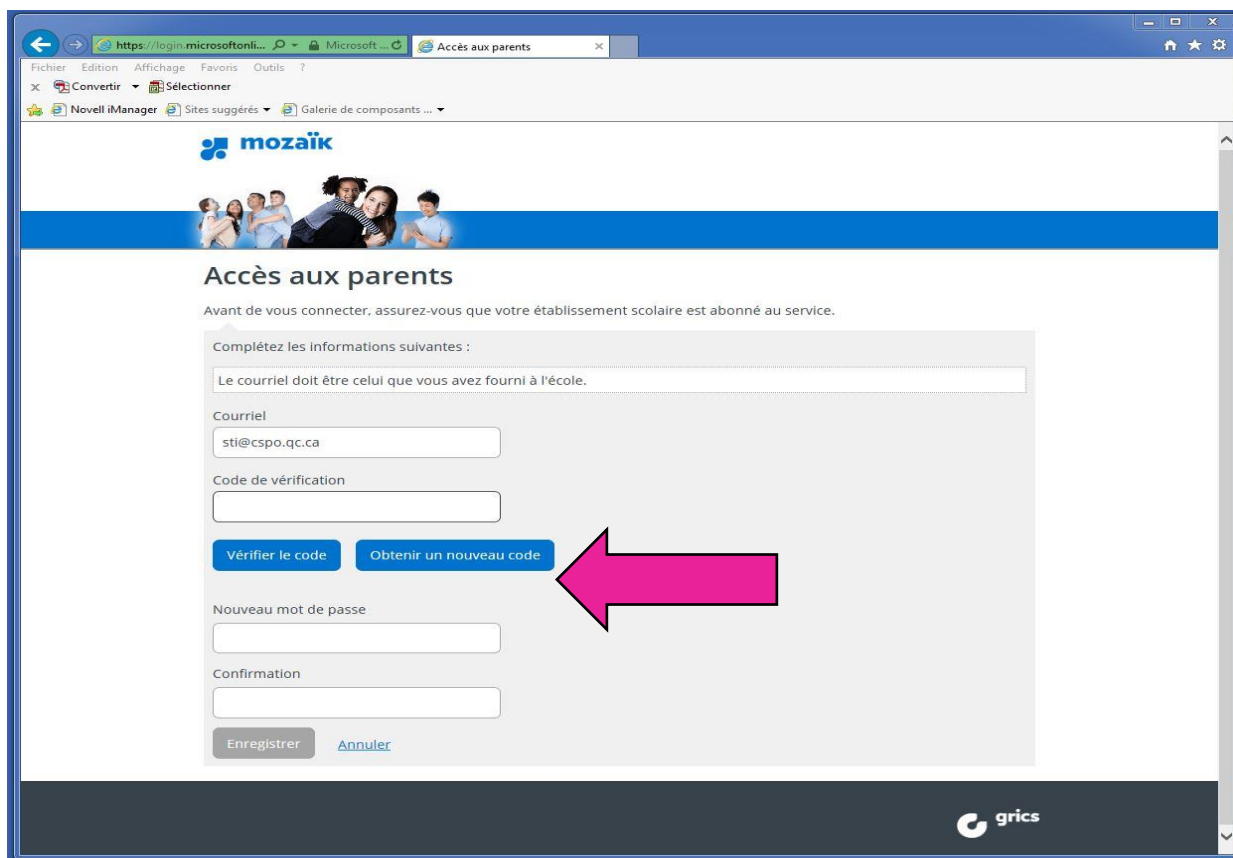 https://login.microsoftonli... Microsoft ... Accès aux parents
Fichier Edition Affichage Favoris Outils ?
x Convertir Sélectionner
Novell iManager Sites suggérés Galerie de composants ...
mozaïk
Accès aux parents
Avant de vous connecter, assurez-vous que votre établissement scolaire est abonné au service.
Complétez les informations suivantes :
Le courriel doit être celui que vous avez fourni à l'école.
Courriel
sti@cspo.qc.ca
Code de vérification
Vérifier le code Obtenir un nouveau code
Nouveau mot de passe
Confirmation
Enregistrer Annuler
grics